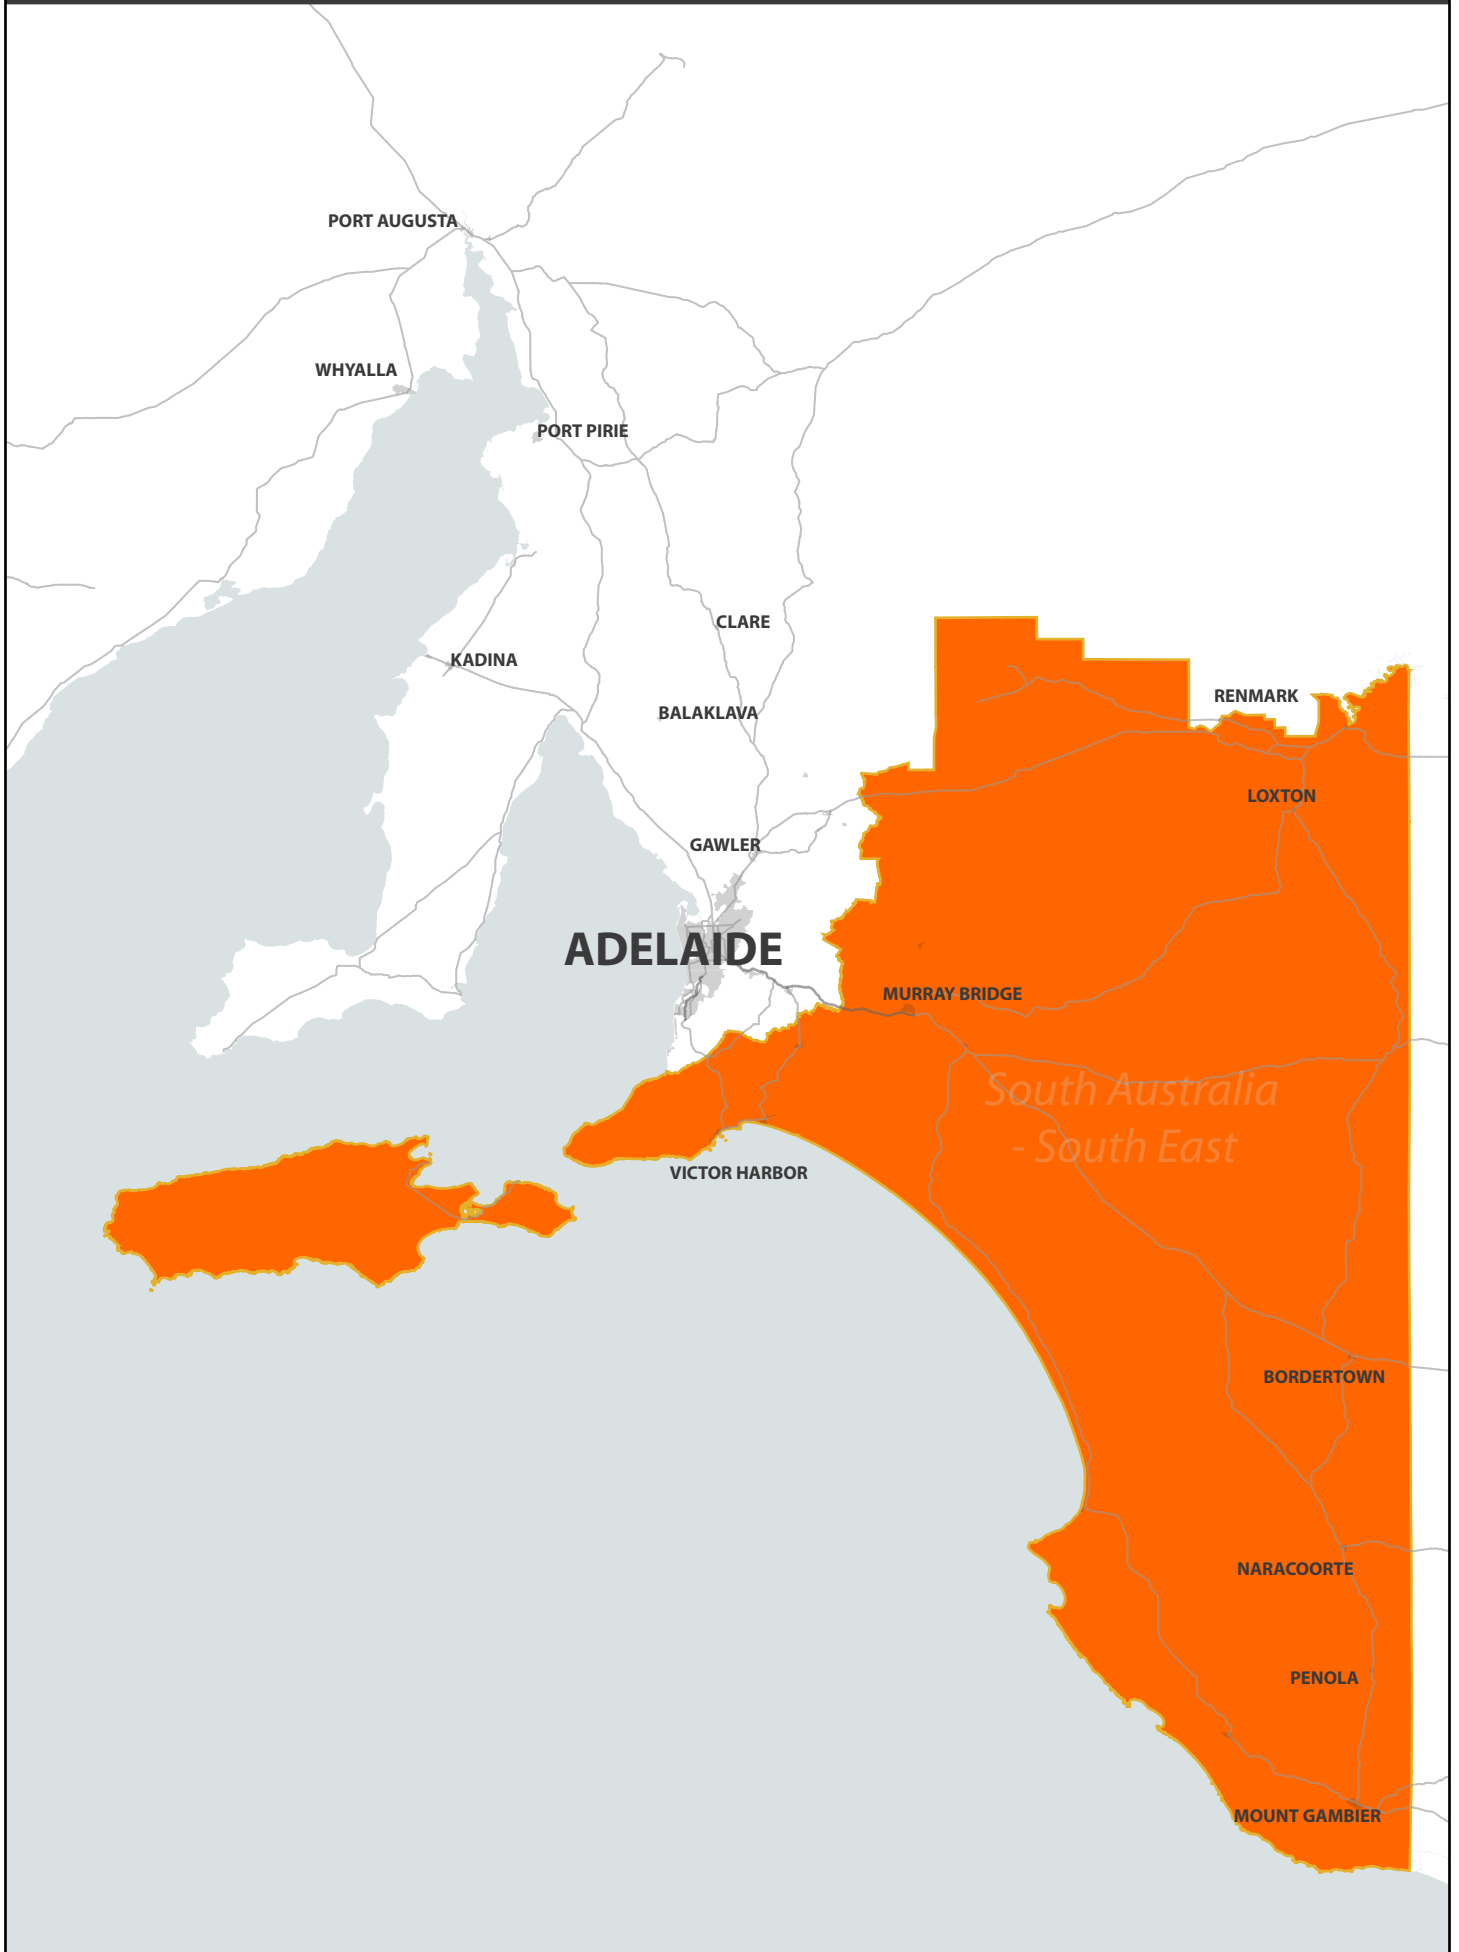 PORT AUGUSTA
WHYALLA
PORT PIRIE
CLARE
KADINA
RENMARK
BALAKLAVA
LOXTON
GAWLER
ADELAIDE
MURRAY BRIDGE
South Australia
- South East
VICTOR HARBOR
BORDERTOWN
NARACOORTE
PENOLA
MOUNT GAMBIER